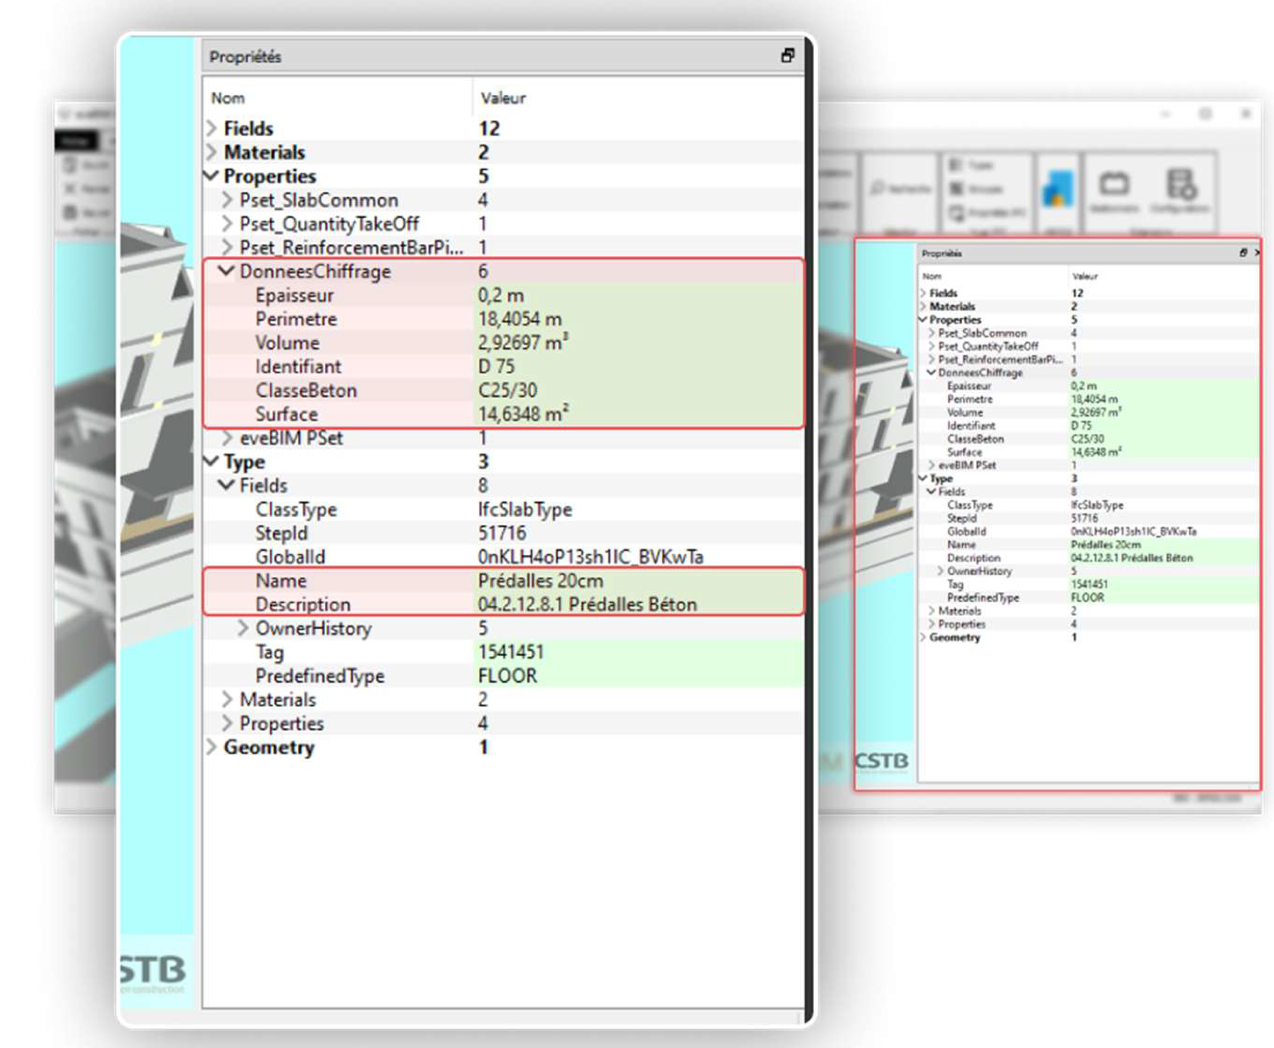 Propriétés
Nom Valeur
Fields 12
Materials 2
Properties 5
Pset_SlabCommon 4
Pset_QuantityTakeOff 1
Pset_ReinforcementBarPi... 1
DonneesChiffrage 6
Epaisseur 0,2 m
Perimetre 18,4054 m
Volume 2,92697 m³
Identifiant D 75
ClasseBeton C25/30
Surface 14,6348 m²
eveBIM PSet 1
Type 3
Fields 8
ClassType IfcSlabType
StepId 51716
GlobalId 0nKLH4oP13sh1IC_BVKwTa
Name Prédalles 20cm
Description 04.2.12.8.1 Prédalles Béton
OwnerHistory 5
Tag 1541451
PredefinedType FLOOR
Materials 2
Properties 4
Geometry 1
STB
Propriétés
Nom Valeur
Fields 12
Materials 2
Properties 5
Pset_SlabCommon 4
Pset_QuantityTakeOff 1
Pset_ReinforcementBarPi... 1
DonneesChiffrage 6
Epaisseur 0,2 m
Perimetre 18,4054 m
Volume 2,92697 m³
Identifiant D 75
ClasseBeton C25/30
Surface 14,6348 m²
eveBIM PSet 1
Type 3
Fields 8
ClassType IfcSlabType
StepId 51716
GlobalId 0nKLH4oP13sh1IC_BVKwTa
Name Prédalles 20cm
Description 04.2.12.8.1 Prédalles Béton
OwnerHistory 5
Tag 1541451
PredefinedType FLOOR
Materials 2
Properties 4
Geometry 1
CSTB